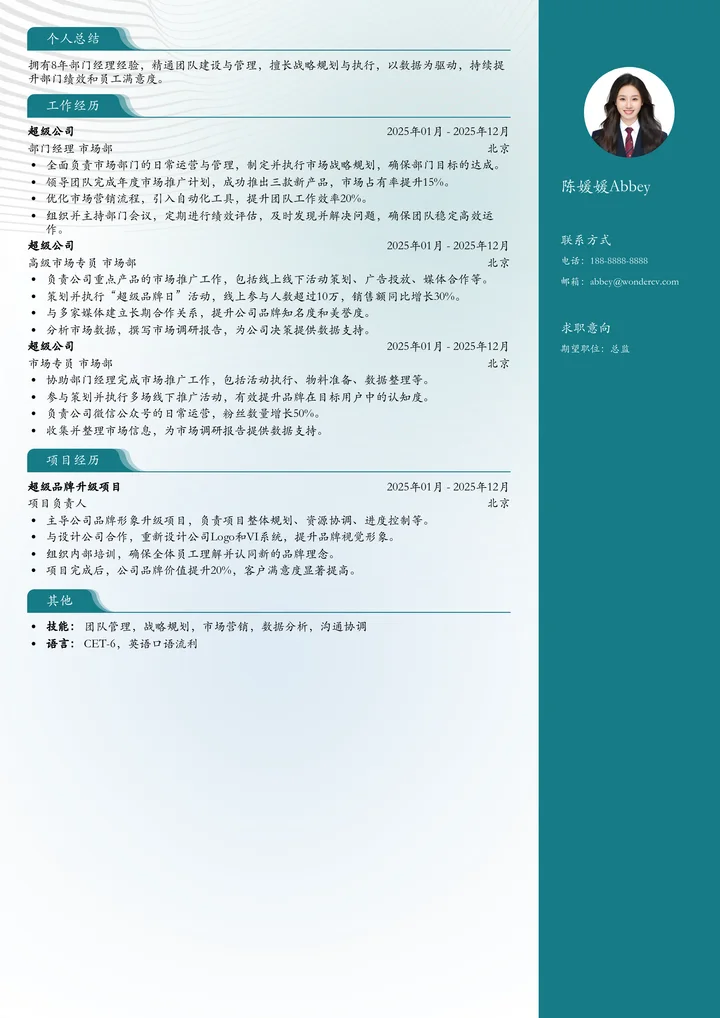 个人总结
拥有8年部门经理经验，精通团队建设与管理，擅长战略规划与执行，以数据为驱动，持续提
升部门绩效和员工满意度。
工作经历
超级公司 2025年01月 - 2025年12月
部门经理 市场部 北京
• 全面负责市场部门的日常运营与管理，制定并执行市场战略规划，确保部门目标的达成。
• 领导团队完成年度市场推广计划，成功推出三款新产品，市场占有率提升15%。
• 优化市场营销流程，引入自动化工具，提升团队工作效率20%。
• 组织并主持部门会议，定期进行绩效评估，及时发现并解决问题，确保团队稳定高效运
作。
超级公司 2025年01月 - 2025年12月
高级市场专员 市场部 北京
• 负责公司重点产品的市场推广工作，包括线上线下活动策划、广告投放、媒体合作等。
• 策划并执行“超级品牌日”活动，线上参与人数超过10万，销售额同比增长30%。
• 与多家媒体建立长期合作关系，提升公司品牌知名度和美誉度。
• 分析市场数据，撰写市场调研报告，为公司决策提供数据支持。
超级公司 2025年01月 - 2025年12月
市场专员 市场部 北京
• 协助部门经理完成市场推广工作，包括活动执行、物料准备、数据整理等。
• 参与策划并执行多场线下推广活动，有效提升品牌在目标用户中的认知度。
• 负责公司微信公众号的日常运营，粉丝数量增长50%。
• 收集并整理市场信息，为市场调研报告提供数据支持。
项目经历
超级品牌升级项目 2025年01月 - 2025年12月
项目负责人 北京
• 主导公司品牌形象升级项目，负责项目整体规划、资源协调、进度控制等。
• 与设计公司合作，重新设计公司Logo和VI系统，提升品牌视觉形象。
• 组织内部培训，确保全体员工理解并认同新的品牌理念。
• 项目完成后，公司品牌价值提升20%，客户满意度显著提高。
其他
• 技能： 团队管理，战略规划，市场营销，数据分析，沟通协调
• 语言： CET-6，英语口语流利
陈媛媛Abbey
联系方式
电话：188-8888-8888
邮箱：abbey@wondercv.com
求职意向
期望职位：总监